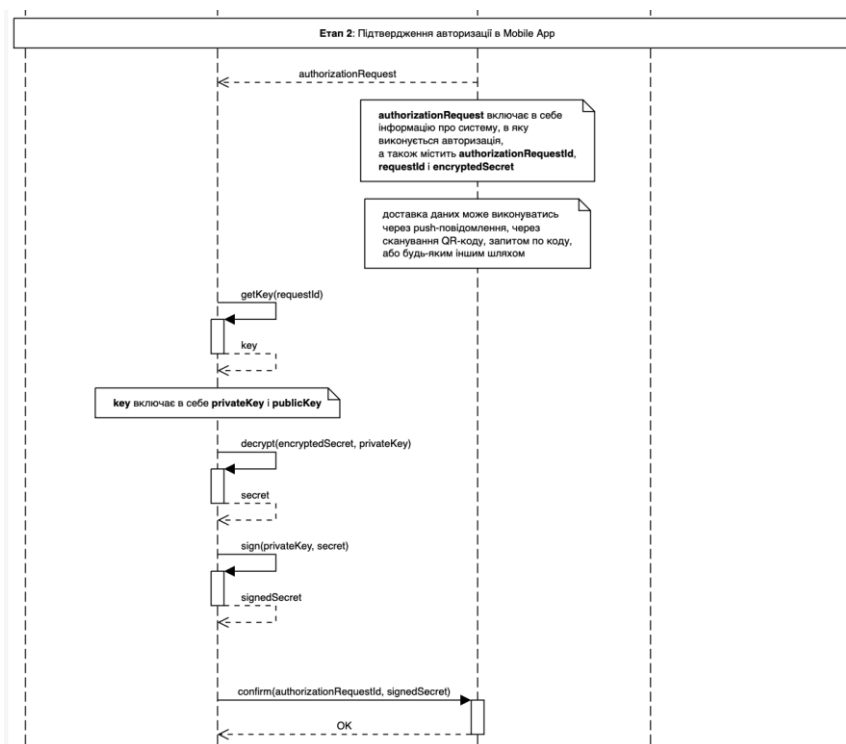 Етап 2: Підтвердження авторизації в Mobile App
authorizationRequest
authorizationRequest включає в себе
інформацію про систему, в яку
виконується авторизація,
а також містить authorizationRequestId,
requestId і encryptedSecret
доставка даних може виконуватись
через push-повідомлення, через
сканування QR-коду, запитом по коду,
або будь-яким іншим шляхом
getKey(requestId)
key
key включає в себе privateKey і publicKey
decrypt(encryptedSecret, privateKey)
secret
sign(privateKey, secret)
signedSecret
confirm(authorizationRequestId, signedSecret)
OK